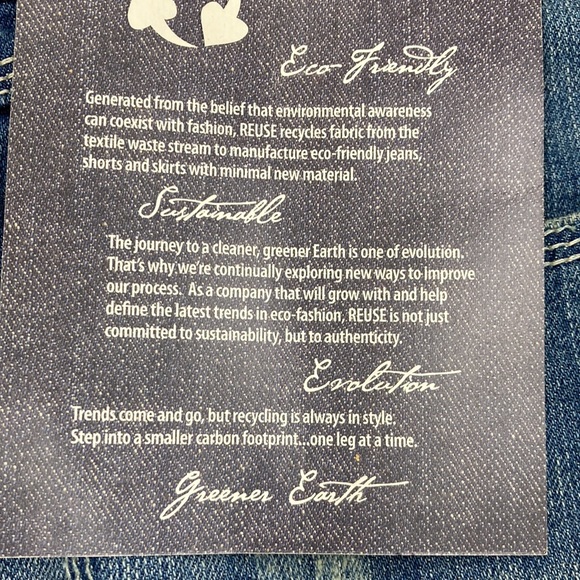 Eco Friendly
Generated from the belief that environmental awareness
can coexist with fashion, REUSE recycles fabric from the
textile waste stream to manufacture eco-friendly jeans,
shorts and skirts with minimal new material.
Sustainable
The journey to a cleaner, greener Earth is one of evolution.
That's why we're continually exploring new ways to improve
our process. As a company that will grow with and help
define the latest trends in eco-fashion, REUSE is not just
committed to sustainability, but to authenticity.
Evolution
Trends come and go, but recycling is always in style.
Step into a smaller carbon footprint...one leg at a time.
Greener Earth